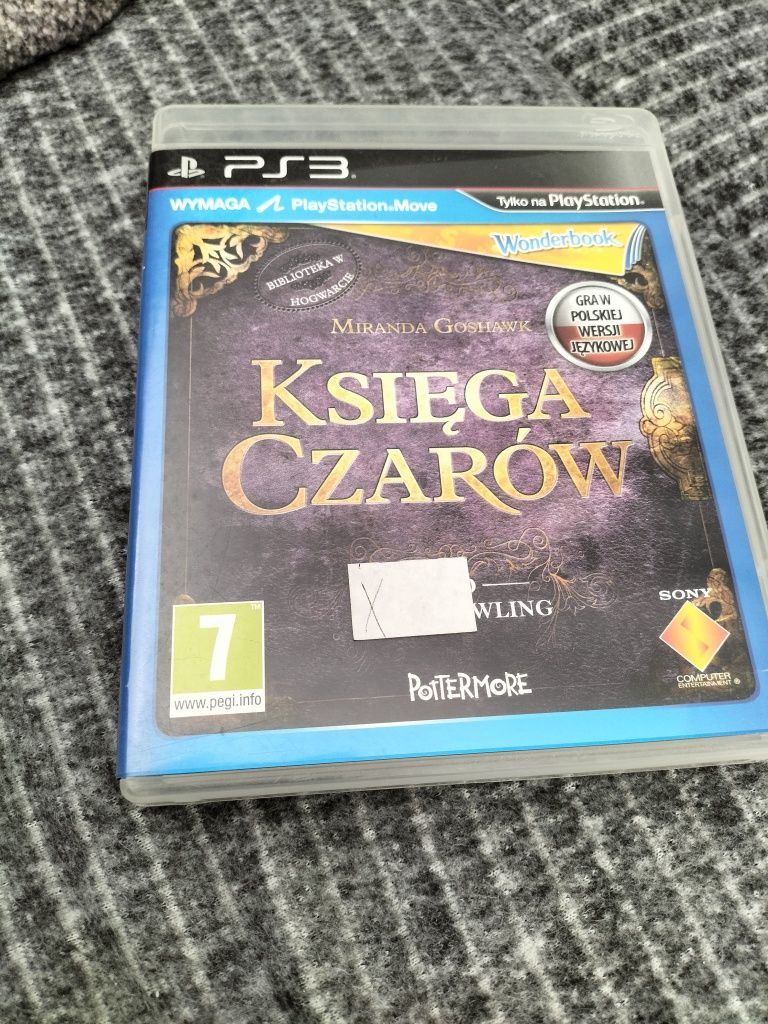 PS3
WYMAGA PlayStation®Move
Tylko na PlayStation®
Wonderbook
BIBLIOTEKA W
HOGWARCIE
MIRANDA GOSHAWK
GRA W
POLSKIEJ
WERSJI
JĘZYKOWEJ
KSIĘGA
CZARÓW
X
WLING
7
™
www.pegi.info
POTTERMORE
SONY
COMPUTER
ENTERTAINMENT®